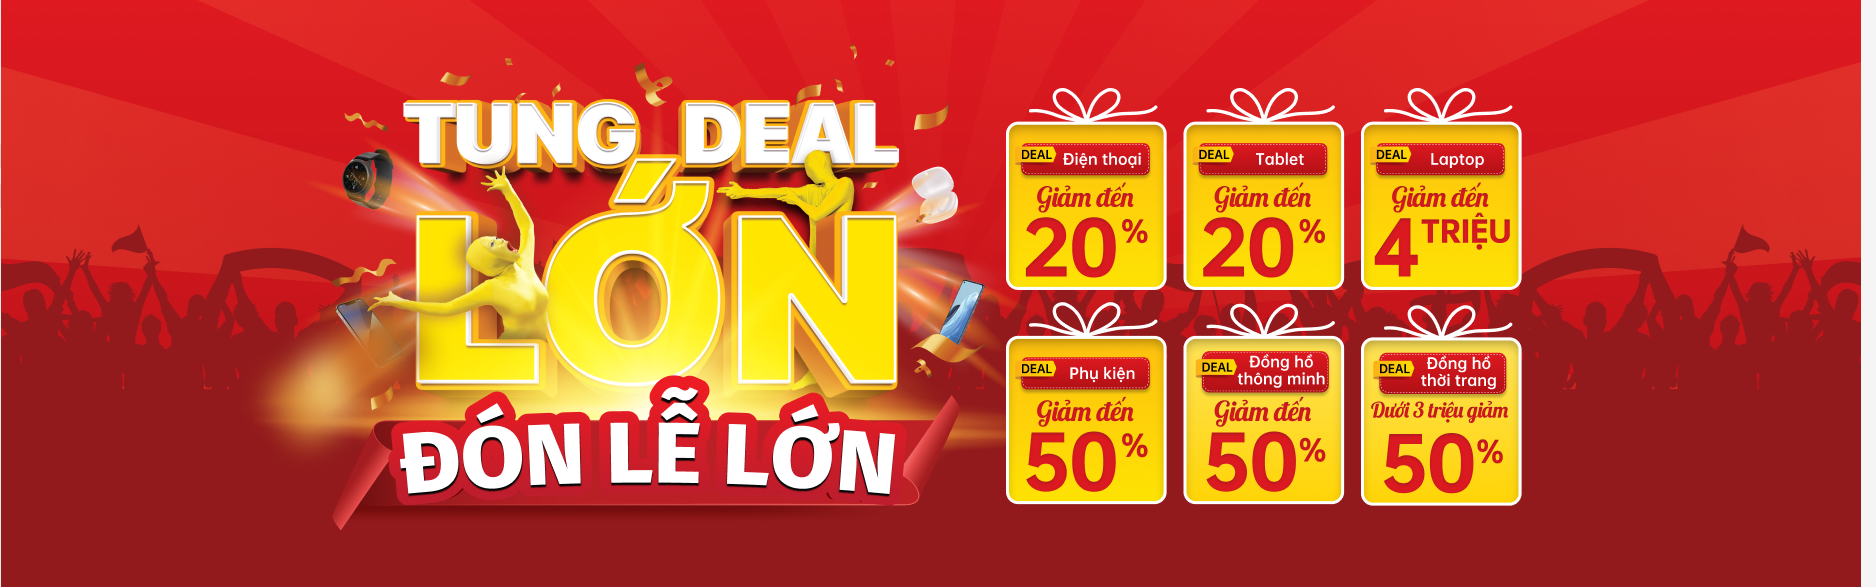 TUNG DEAL
LỚN
ĐÓN LỄ LỚN
DEAL Điện thoại
Giảm đến
20%
DEAL Tablet
Giảm đến
20%
DEAL Laptop
Giảm đến
4 TRIỆU
DEAL Phụ kiện
Giảm đến
50%
DEAL Đồng hồ
thông minh
Giảm đến
50%
DEAL Đồng hồ
thời trang
Dưới 3 triệu giảm
50%